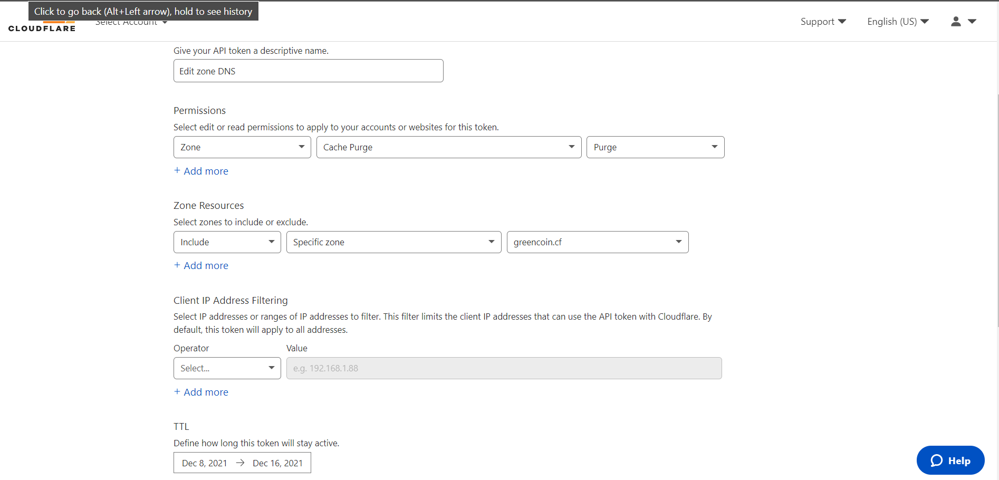 Click to go back (Alt+Left arrow), hold to see history
CLOUDFLARE
Select Account
Support
English (US)
Give your API token a descriptive name.
Edit zone DNS
Permissions
Select edit or read permissions to apply to your accounts or websites for this token.
Zone
Cache Purge
Purge
+ Add more
Zone Resources
Select zones to include or exclude.
Include
Specific zone
greencoin.cf
+ Add more
Client IP Address Filtering
Select IP addresses or ranges of IP addresses to filter. This filter limits the client IP addresses that can use the API token with Cloudflare. By
default, this token will apply to all addresses.
Operator
Value
Select...
e.g. 192.168.1.88
+ Add more
TTL
Define how long this token will stay active.
Dec 8, 2021 → Dec 16, 2021
Help